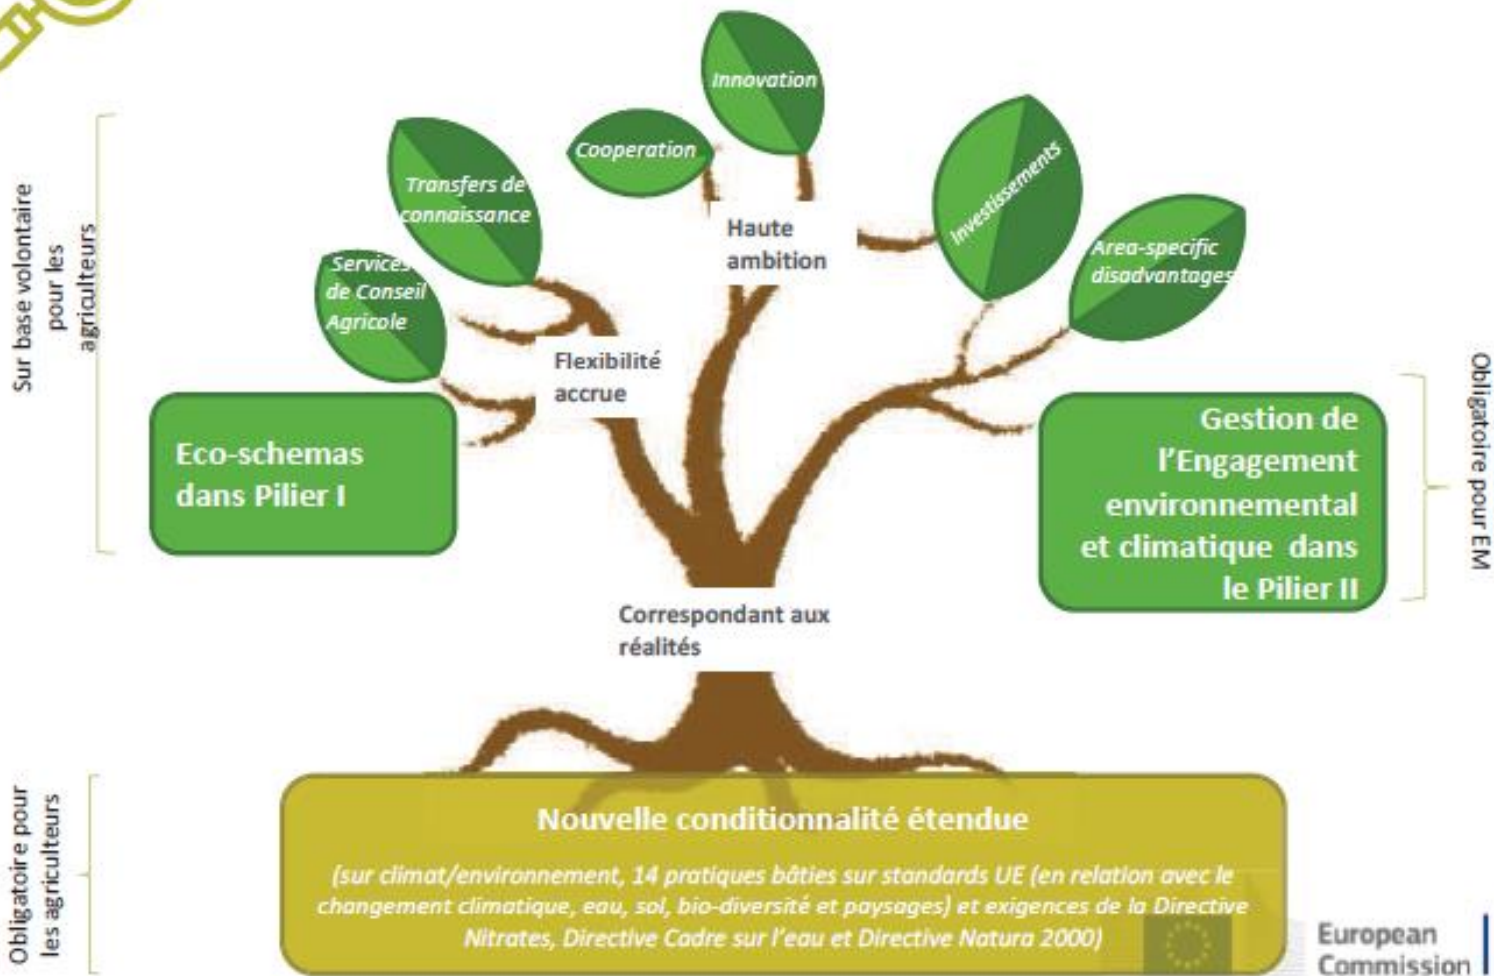 Innovation
Cooperation
Transfers de
connaissance
Services
de Conseil
Agricole
Investissements
Area-specific
disadvantages
Haute
ambition
Flexibilité
accrue
Sur base volontaire
pour les
agriculteurs
Eco-schemas
dans Pilier I
Gestion de
l'Engagement
environnemental
et climatique dans
le Pilier II
Obligatoire pour EM
Correspondant aux
réalités
Obligatoire pour
les agriculteurs
Nouvelle conditionnalité étendue
(sur climat/environnement, 14 pratiques bâties sur standards UE (en relation avec le
changement climatique, eau, sol, bio-diversité et paysages) et exigences de la Directive
Nitrates, Directive Cadre sur l'eau et Directive Natura 2000)
European
Commission